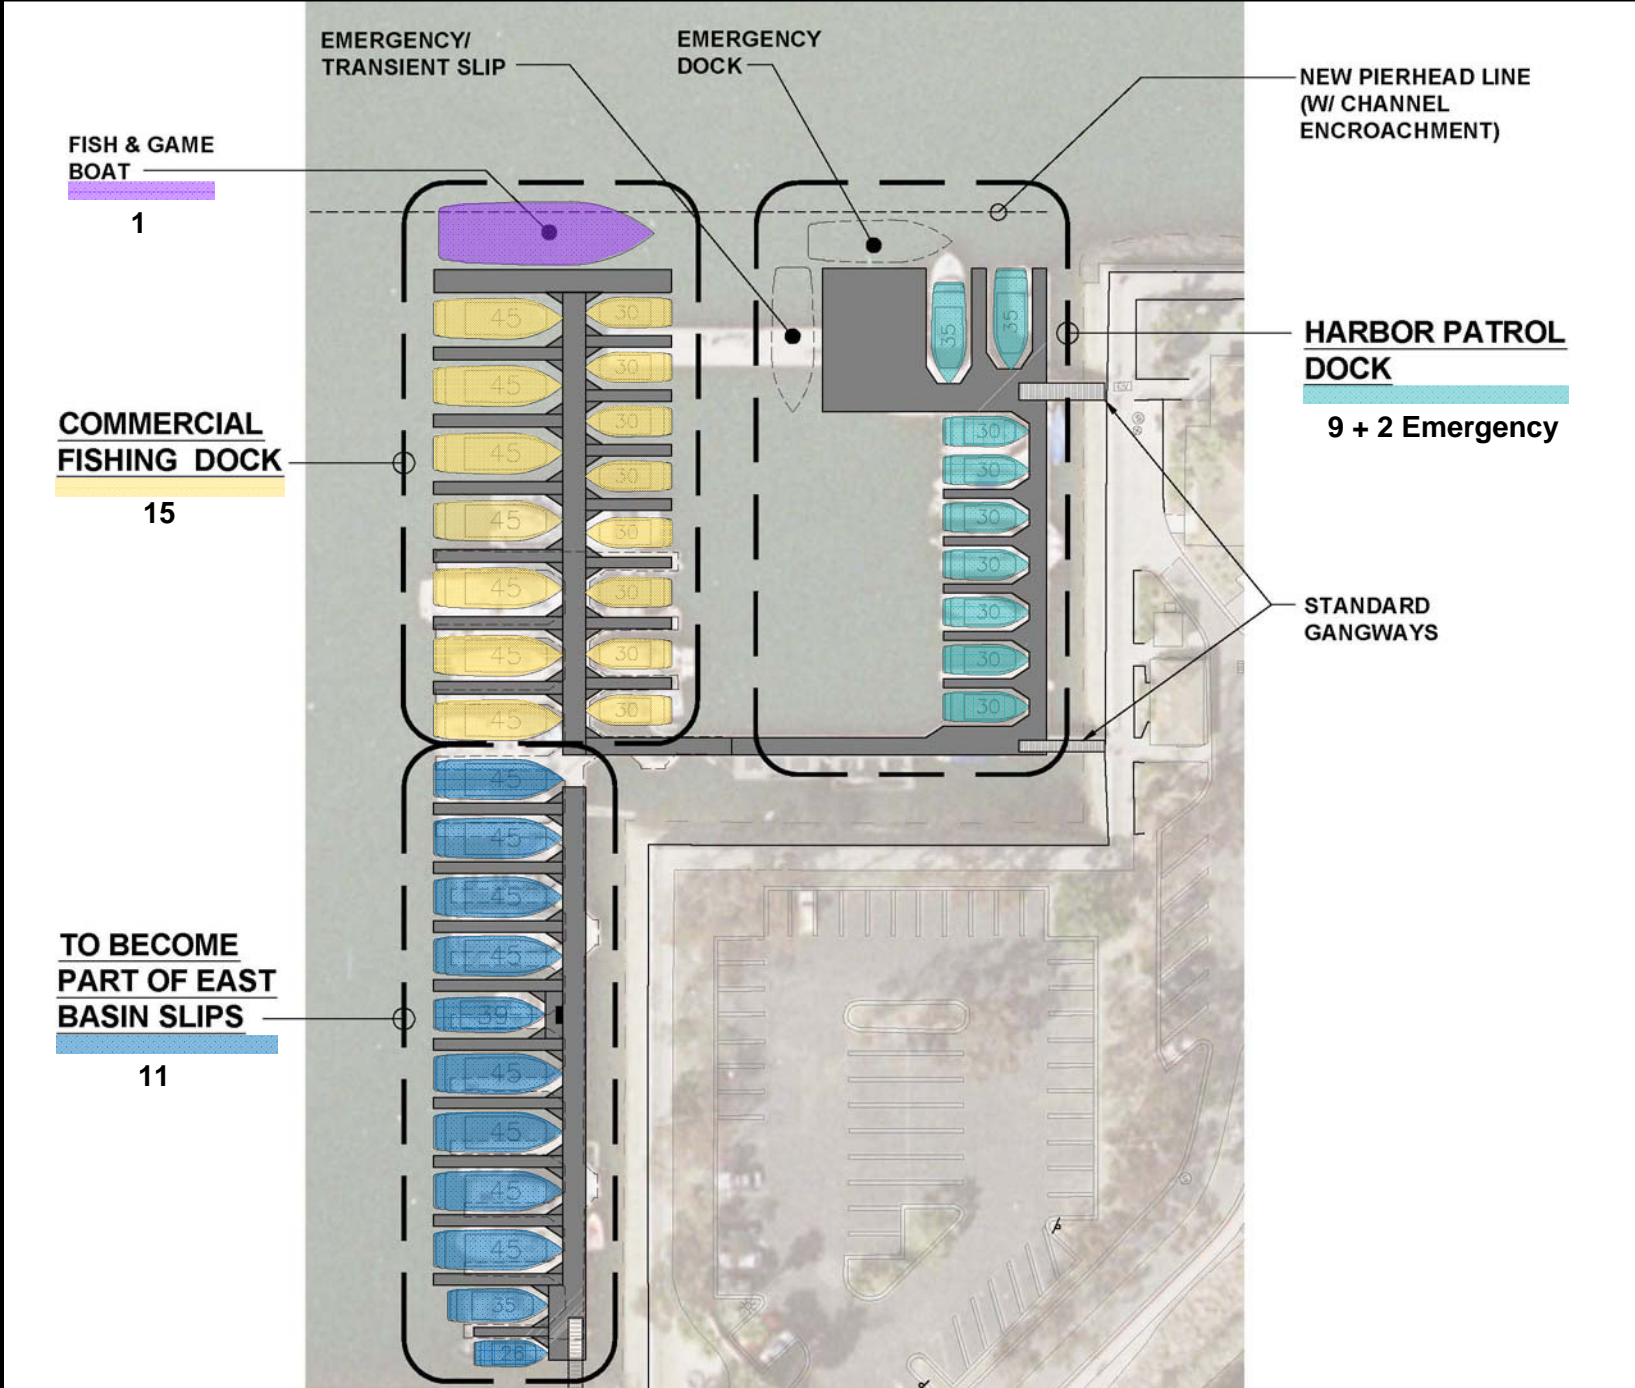 EMERGENCY/
TRANSIENT SLIP
EMERGENCY
DOCK
NEW PIERHEAD LINE
(W/ CHANNEL
ENCROACHMENT)
FISH & GAME
BOAT
1
HARBOR PATROL
DOCK
9 + 2 Emergency
COMMERCIAL
FISHING DOCK
15
STANDARD
GANGWAYS
TO BECOME
PART OF EAST
BASIN SLIPS
11
45
45
45
45
45
45
45
30
30
30
30
30
30
30
30
35
35
30
30
30
30
30
30
30
45
45
45
45
39
45
45
45
45
35
26